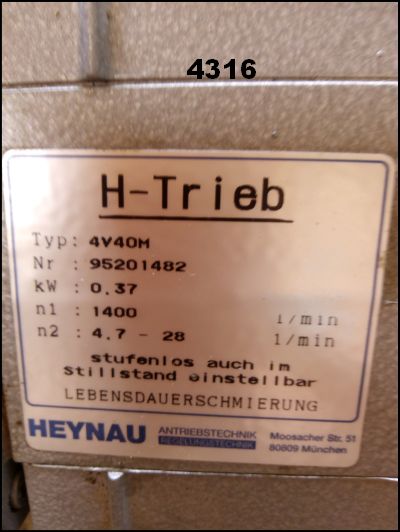 4316
H-Trieb
Typ: 4V40M
Nr : 95201482
kW : 0.37
n1 : 1400 1/min
n2 : 4.7 - 28 1/min
stufenlos auch im
Stillstand einstellbar
LEBENSDAUERSCHMIERUNG
HEYNAU ANTRIEBSTECHNIK Moosacher Str. 51
REGELUNGSTECHNIK 80809 München